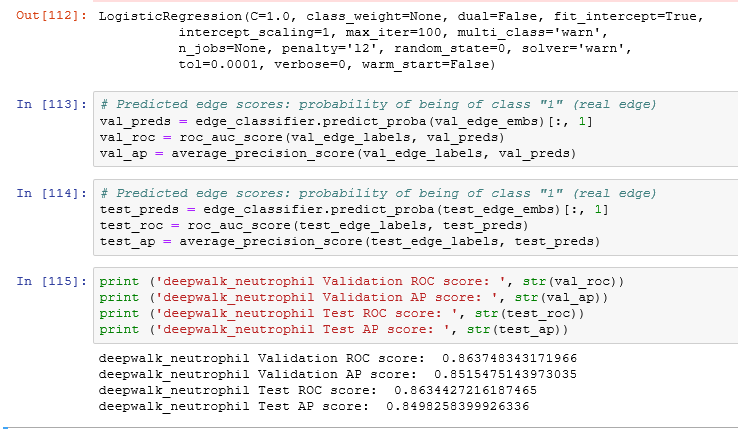 Out[112]: LogisticRegression(C=1.0, class_weight=None, dual=False, fit_intercept=True,
intercept_scaling=1, max_iter=100, multi_class='warn',
n_jobs=None, penalty='l2', random_state=0, solver='warn',
tol=0.0001, verbose=0, warm_start=False)
In [113]: # Predicted edge scores: probability of being of class "1" (real edge)
val_preds = edge_classifier.predict_proba(val_edge_embs)[:, 1]
val_roc = roc_auc_score(val_edge_labels, val_preds)
val_ap = average_precision_score(val_edge_labels, val_preds)
In [114]: # Predicted edge scores: probability of being of class "1" (real edge)
test_preds = edge_classifier.predict_proba(test_edge_embs)[:, 1]
test_roc = roc_auc_score(test_edge_labels, test_preds)
test_ap = average_precision_score(test_edge_labels, test_preds)
In [115]: print ('deepwalk_neutrophil Validation ROC score: ', str(val_roc))
print ('deepwalk_neutrophil Validation AP score: ', str(val_ap))
print ('deepwalk_neutrophil Test ROC score: ', str(test_roc))
print ('deepwalk_neutrophil Test AP score: ', str(test_ap))
deepwalk_neutrophil Validation ROC score:  0.863748343171966
deepwalk_neutrophil Validation AP score:  0.8515475143973035
deepwalk_neutrophil Test ROC score:  0.8634427216187465
deepwalk_neutrophil Test AP score:  0.8498258399926336